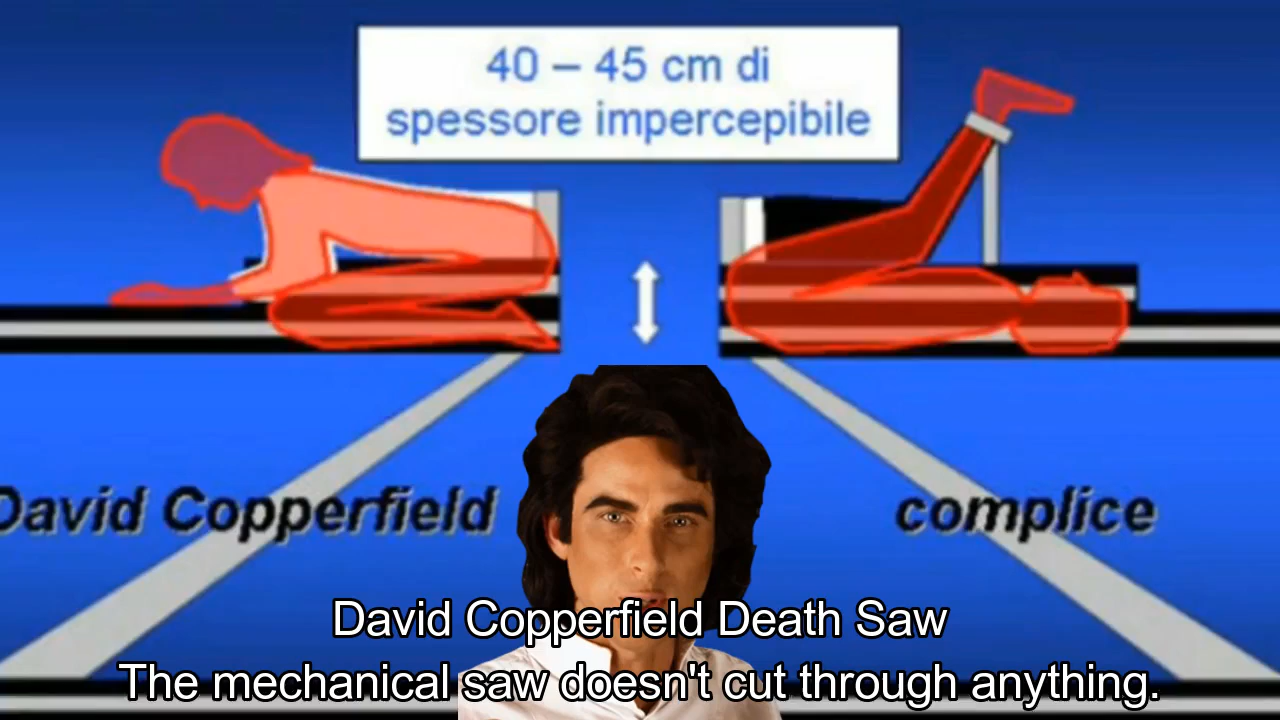 40 – 45 cm di
spessore impercepibile
David Copperfield
complice
David Copperfield Death Saw
The mechanical saw doesn't cut through anything.